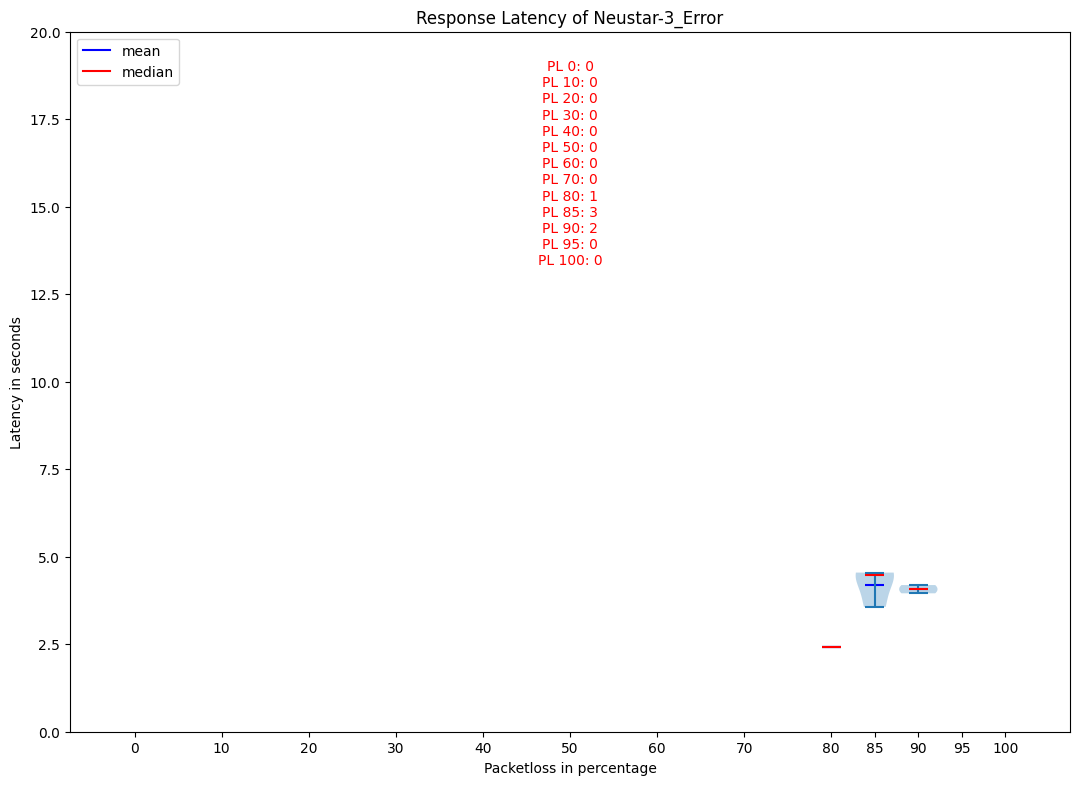 Response Latency of Neustar-3_Error
mean
median
PL 0: 0
PL 10: 0
PL 20: 0
PL 30: 0
PL 40: 0
PL 50: 0
PL 60: 0
PL 70: 0
PL 80: 1
PL 85: 3
PL 90: 2
PL 95: 0
PL 100: 0
Latency in seconds
20.0
17.5
15.0
12.5
10.0
7.5
5.0
2.5
0.0
0 10 20 30 40 50 60 70 80 85 90 95 100
Packetloss in percentage